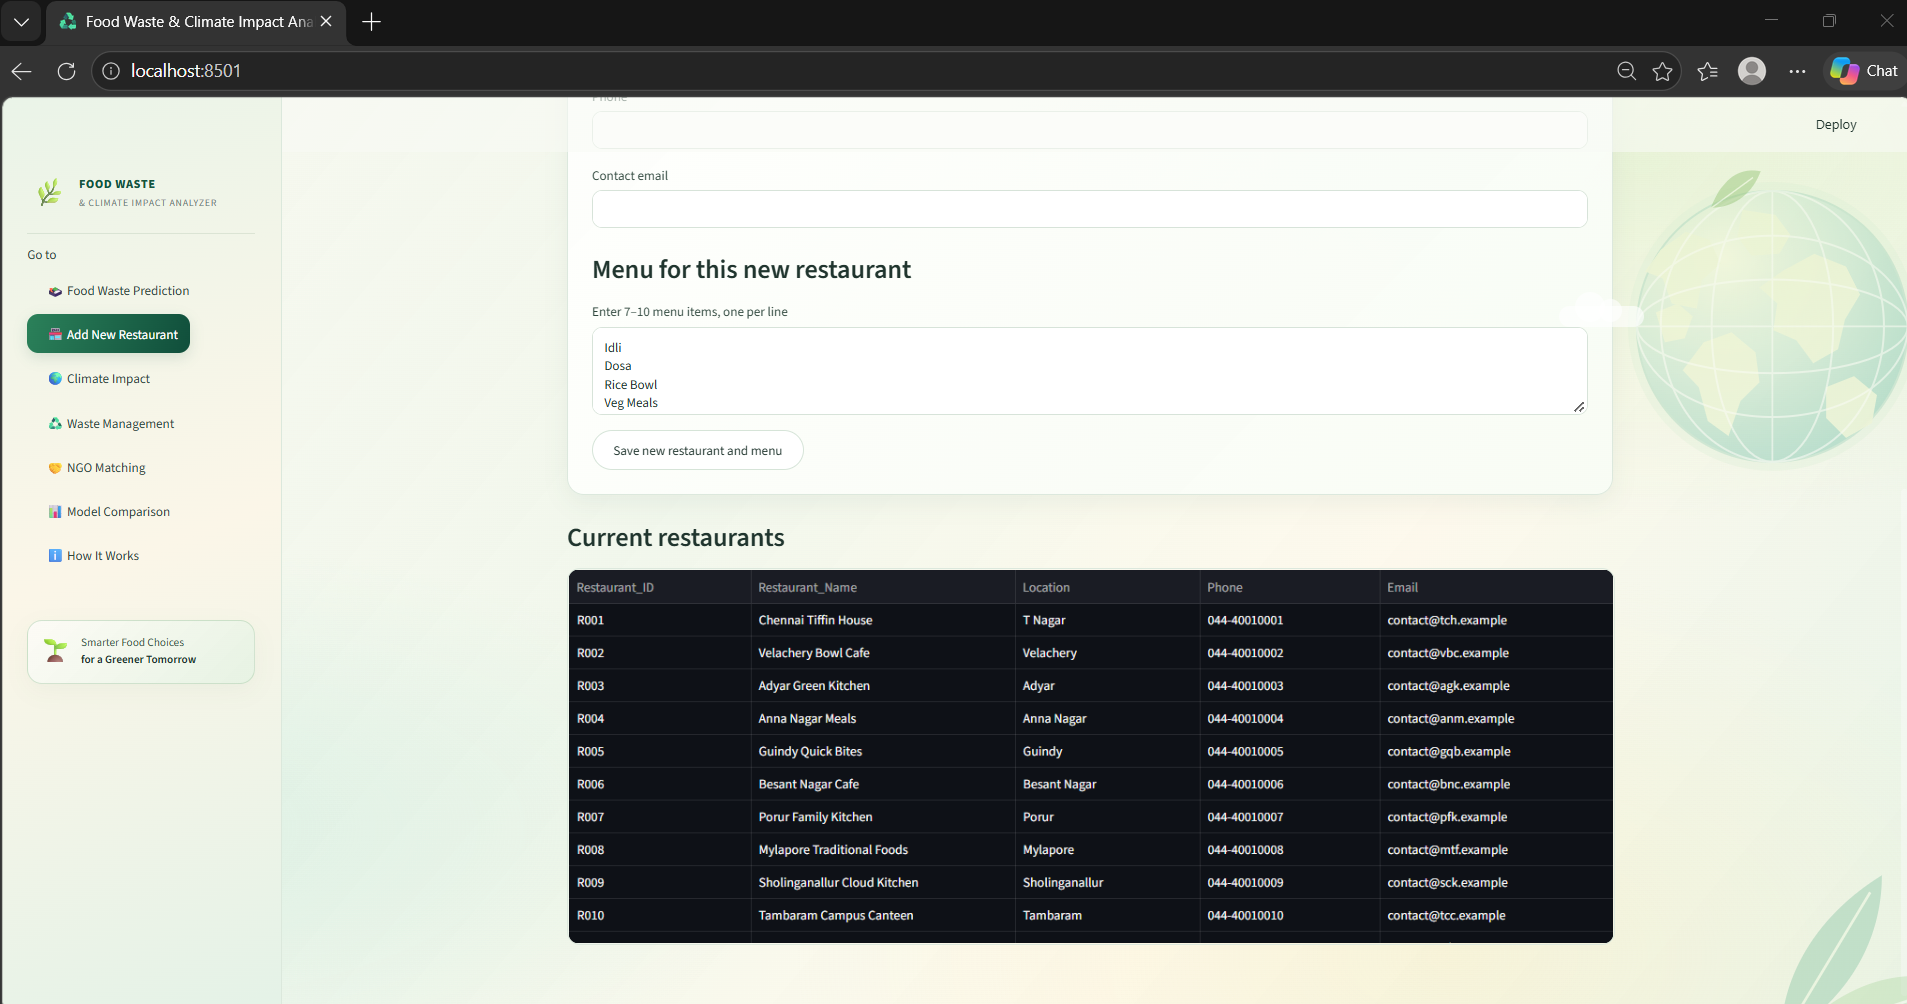 Food Waste & Climate Impact Ana
localhost:8501
Chat
Deploy
FOOD WASTE
& CLIMATE IMPACT ANALYZER
Go to
Food Waste Prediction
Add New Restaurant
Climate Impact
Waste Management
NGO Matching
Model Comparison
How It Works
Smarter Food Choices
for a Greener Tomorrow
Phone
Contact email
Menu for this new restaurant
Enter 7–10 menu items, one per line
Idli
Dosa
Rice Bowl
Veg Meals
Save new restaurant and menu
Current restaurants
Restaurant_ID Restaurant_Name Location Phone Email
R001 Chennai Tiffin House T Nagar 044-40010001 contact@tch.example
R002 Velachery Bowl Cafe Velachery 044-40010002 contact@vbc.example
R003 Adyar Green Kitchen Adyar 044-40010003 contact@agk.example
R004 Anna Nagar Meals Anna Nagar 044-40010004 contact@anm.example
R005 Guindy Quick Bites Guindy 044-40010005 contact@gqb.example
R006 Besant Nagar Cafe Besant Nagar 044-40010006 contact@bnc.example
R007 Porur Family Kitchen Porur 044-40010007 contact@pfk.example
R008 Mylapore Traditional Foods Mylapore 044-40010008 contact@mtf.example
R009 Sholinganallur Cloud Kitchen Sholinganallur 044-40010009 contact@sck.example
R010 Tambaram Campus Canteen Tambaram 044-40010010 contact@tcc.example